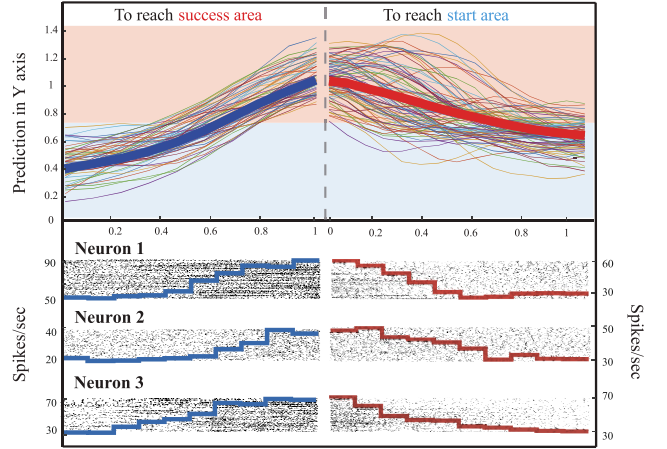 To reach success area To reach start area
Prediction in Y axis
1.4
1.2
1
0.8
0.6
0.4
0.2
0
0 0.2 0.4 0.6 0.8 1 0 0.2 0.4 0.6 0.8 1
Spikes/sec
Spikes/sec
Neuron 1
90 60
50 30
Neuron 2
40 50
20 30
Neuron 3
70 70
30 30